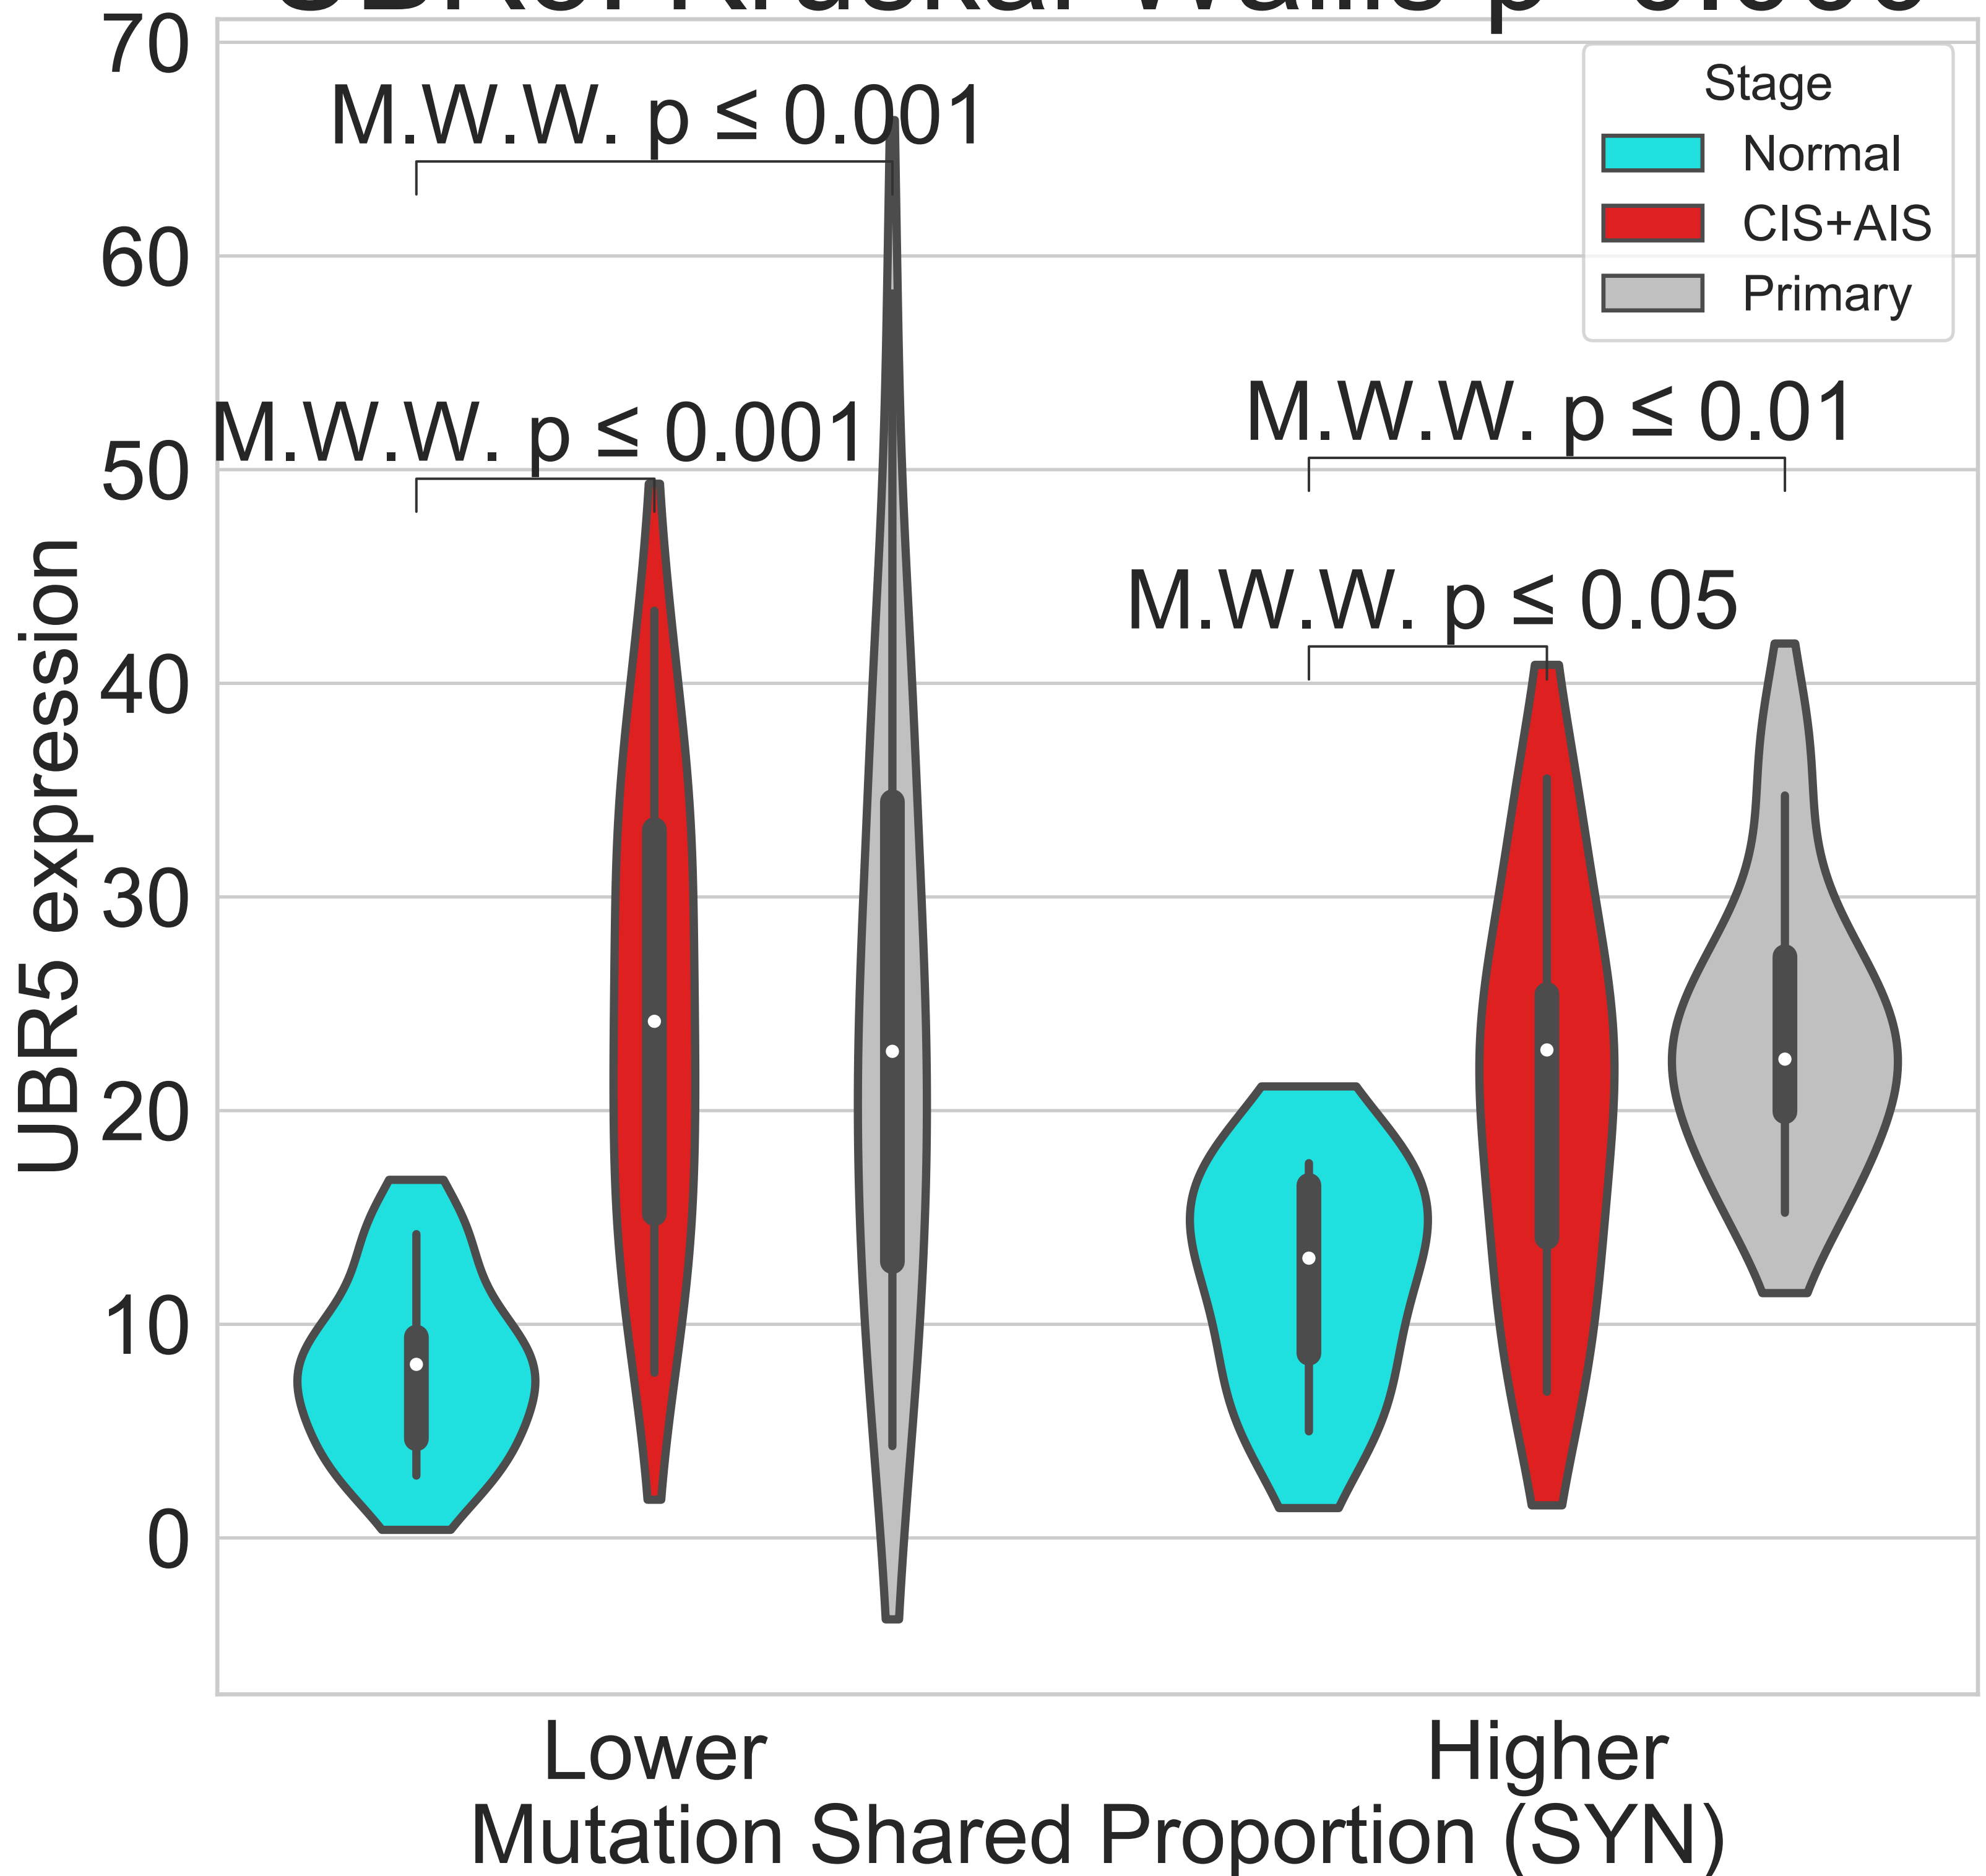 70
M.W.W. p ≤ 0.001
Stage
Normal
CIS+AIS
Primary
60
M.W.W. p ≤ 0.001
M.W.W. p ≤ 0.01
50
M.W.W. p ≤ 0.05
40
30
20
10
0
UBR5 expression
Lower
Higher
Mutation Shared Proportion (SYN)